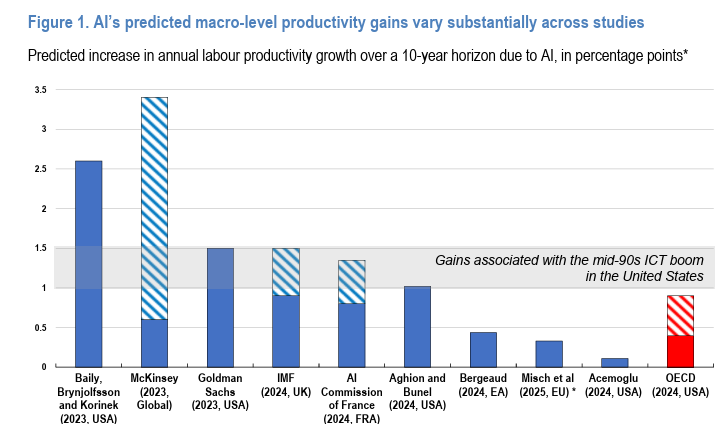 Figure 1. AI’s predicted macro-level productivity gains vary substantially across studies
Predicted increase in annual labour productivity growth over a 10-year horizon due to AI, in percentage points*
3.5
3
2.5
2
1.5
1
0.5
0
Gains associated with the mid-90s ICT boom
in the United States
Baily,
Brynjolfsson
and Korinek
(2023, USA)
McKinsey
(2023,
Global)
Goldman
Sachs
(2023, USA)
IMF
(2024, UK)
AI
Commission
of France
(2024, FRA)
Aghion and
Bunel
(2024, USA)
Bergeaud
(2024, EA)
Misch et al
(2025, EU) *
Acemoglu
(2024, USA)
OECD
(2024, USA)